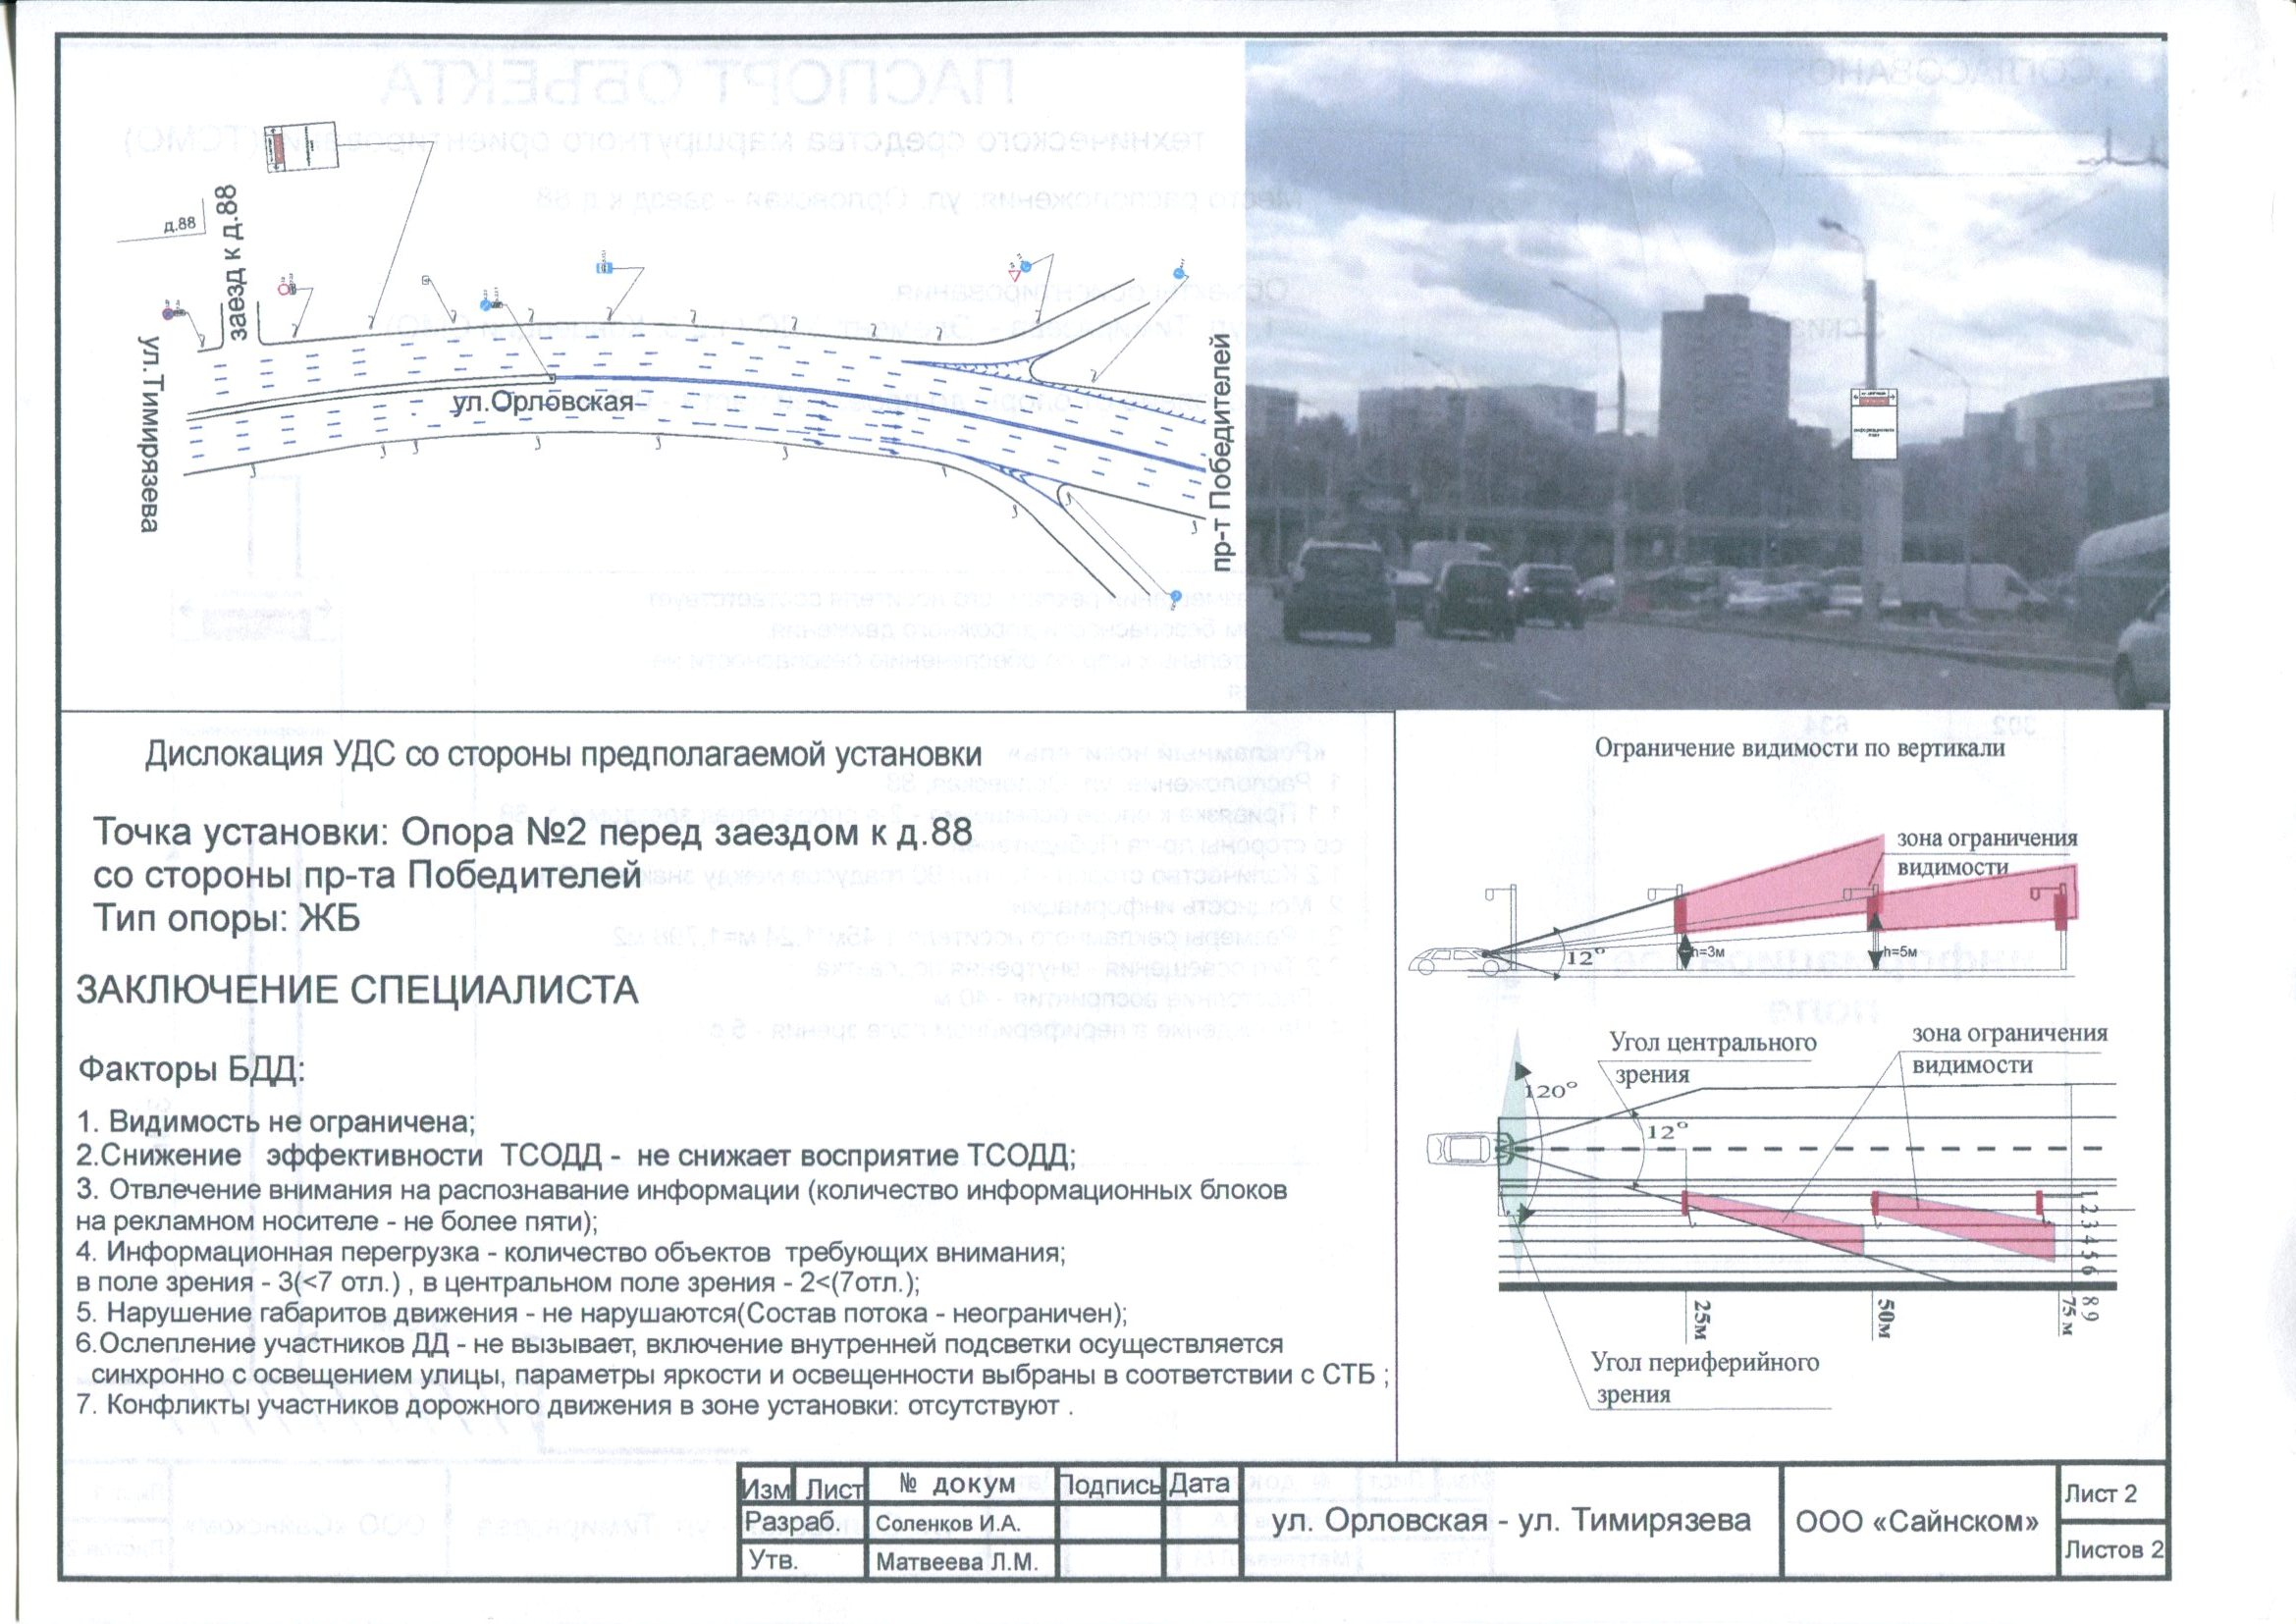 д.88
заезд к д.88
ул.Тимирязева
ул.Орловская
пр-т Победителей
Дислокация УДС со стороны предполагаемой установки
Точка установки: Опора №2 перед заездом к д.88
со стороны пр-та Победителей
Тип опоры: ЖБ
ЗАКЛЮЧЕНИЕ СПЕЦИАЛИСТА
Факторы БДД:
1. Видимость не ограничена;
2.Снижение эффективности ТСОДД - не снижает восприятие ТСОДД;
3. Отвлечение внимания на распознавание информации (количество информационных блоков
на рекламном носителе - не более пяти);
4. Информационная перегрузка - количество объектов требующих внимания;
в поле зрения - 3(<7 отл.) , в центральном поле зрения - 2<(7отл.);
5. Нарушение габаритов движения - не нарушаются(Состав потока - неограничен);
6.Ослепление участников ДД - не вызывает, включение внутренней подсветки осуществляется
синхронно с освещением улицы, параметры яркости и освещенности выбраны в соответствии с СТБ ;
7. Конфликты участников дорожного движения в зоне установки: отсутствуют .
Ограничение видимости по вертикали
зона ограничения
видимости
12°
h=3м
h=5м
Угол центрального
зрения
зона ограничения
видимости
120°
12°
1 2 3 4 5 6 8 9
25м
50м
75 м
Угол периферийного
зрения
Изм Лист № докум Подпись Дата
Разраб. Соленков И.А.
Утв. Матвеева Л.М.
ул. Орловская - ул. Тимирязева
ООО «Сайнском»
Лист 2
Листов 2